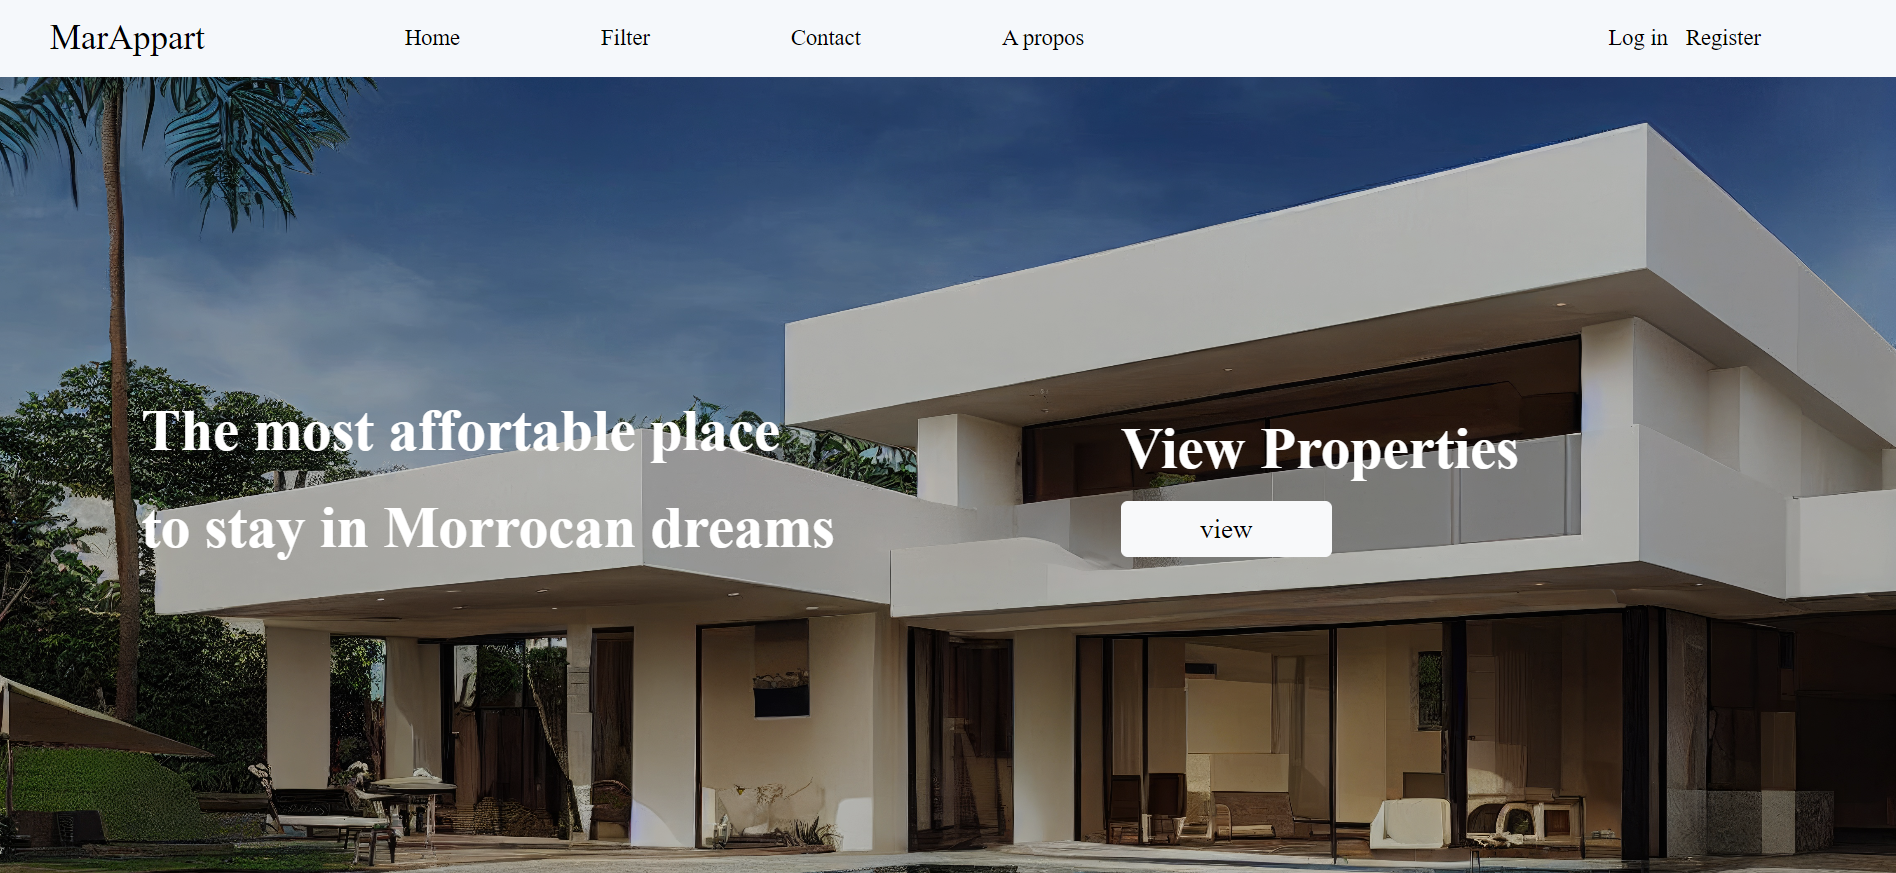 MarAppart
Home
Filter
Contact
A propos
Log in
Register
The most affortable place
to stay in Morrocan dreams
View Properties
view